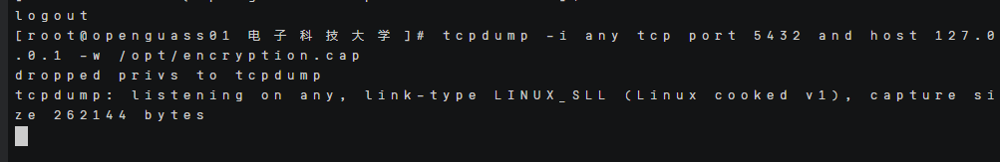 logout
[root@openguass01 电子科技大学]# tcpdump -i any tcp port 5432 and host 127.0
.0.1 -w /opt/encryption.cap
dropped privs to tcpdump
tcpdump: listening on any, link-type LINUX_SLL (Linux cooked v1), capture si
ze 262144 bytes